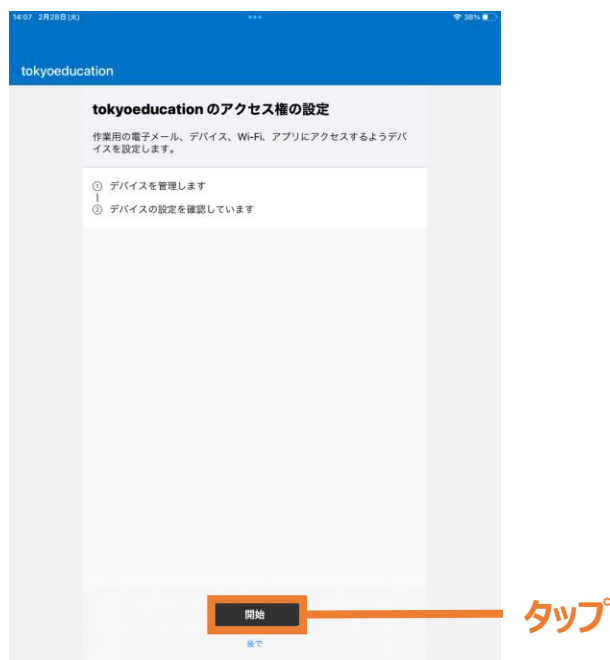 14:07 2月28日(火)
38%
tokyoeducation
tokyoeducation のアクセス権の設定
作業用の電子メール、デバイス、Wi-Fi、アプリにアクセスするようデバ
イスを設定します。
① デバイスを管理します
② デバイスの設定を確認しています
開始
タップ
後で